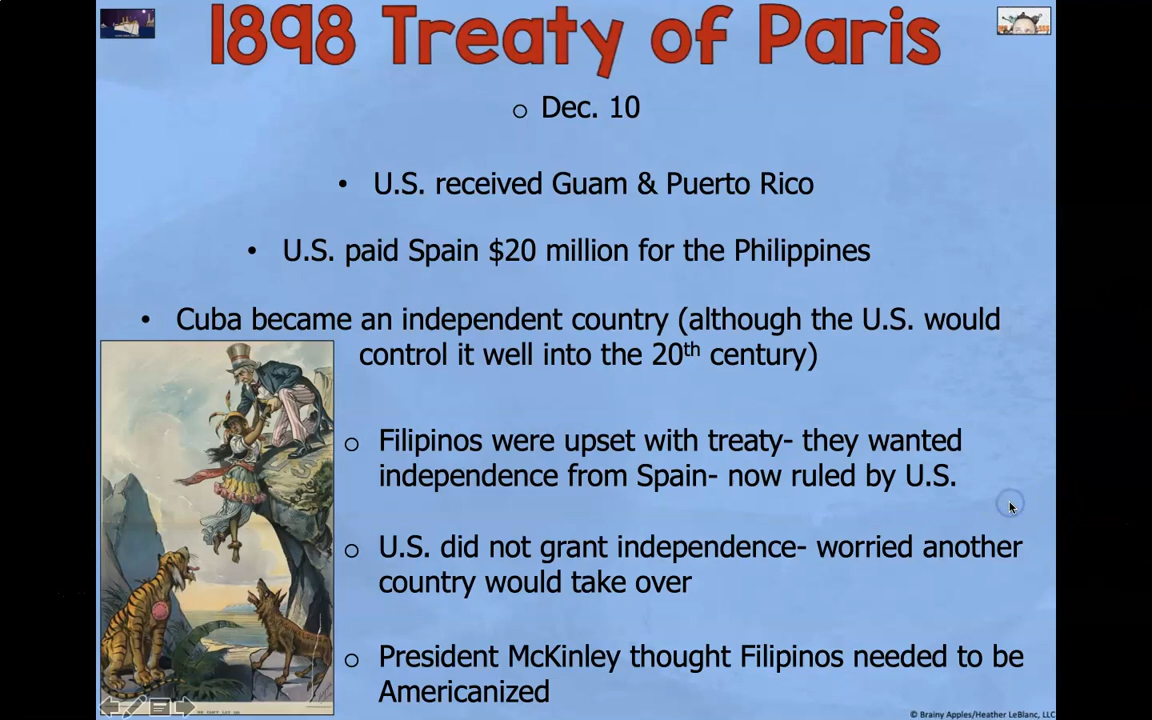 1898 Treaty of Paris
o Dec. 10
• U.S. received Guam & Puerto Rico
• U.S. paid Spain $20 million for the Philippines
• Cuba became an independent country (although the U.S. would
control it well into the 20th century)
o Filipinos were upset with treaty- they wanted
independence from Spain- now ruled by U.S.
o U.S. did not grant independence- worried another
country would take over
o President McKinley thought Filipinos needed to be
Americanized
© Brainy Apples/Heather LeBlanc, LLC